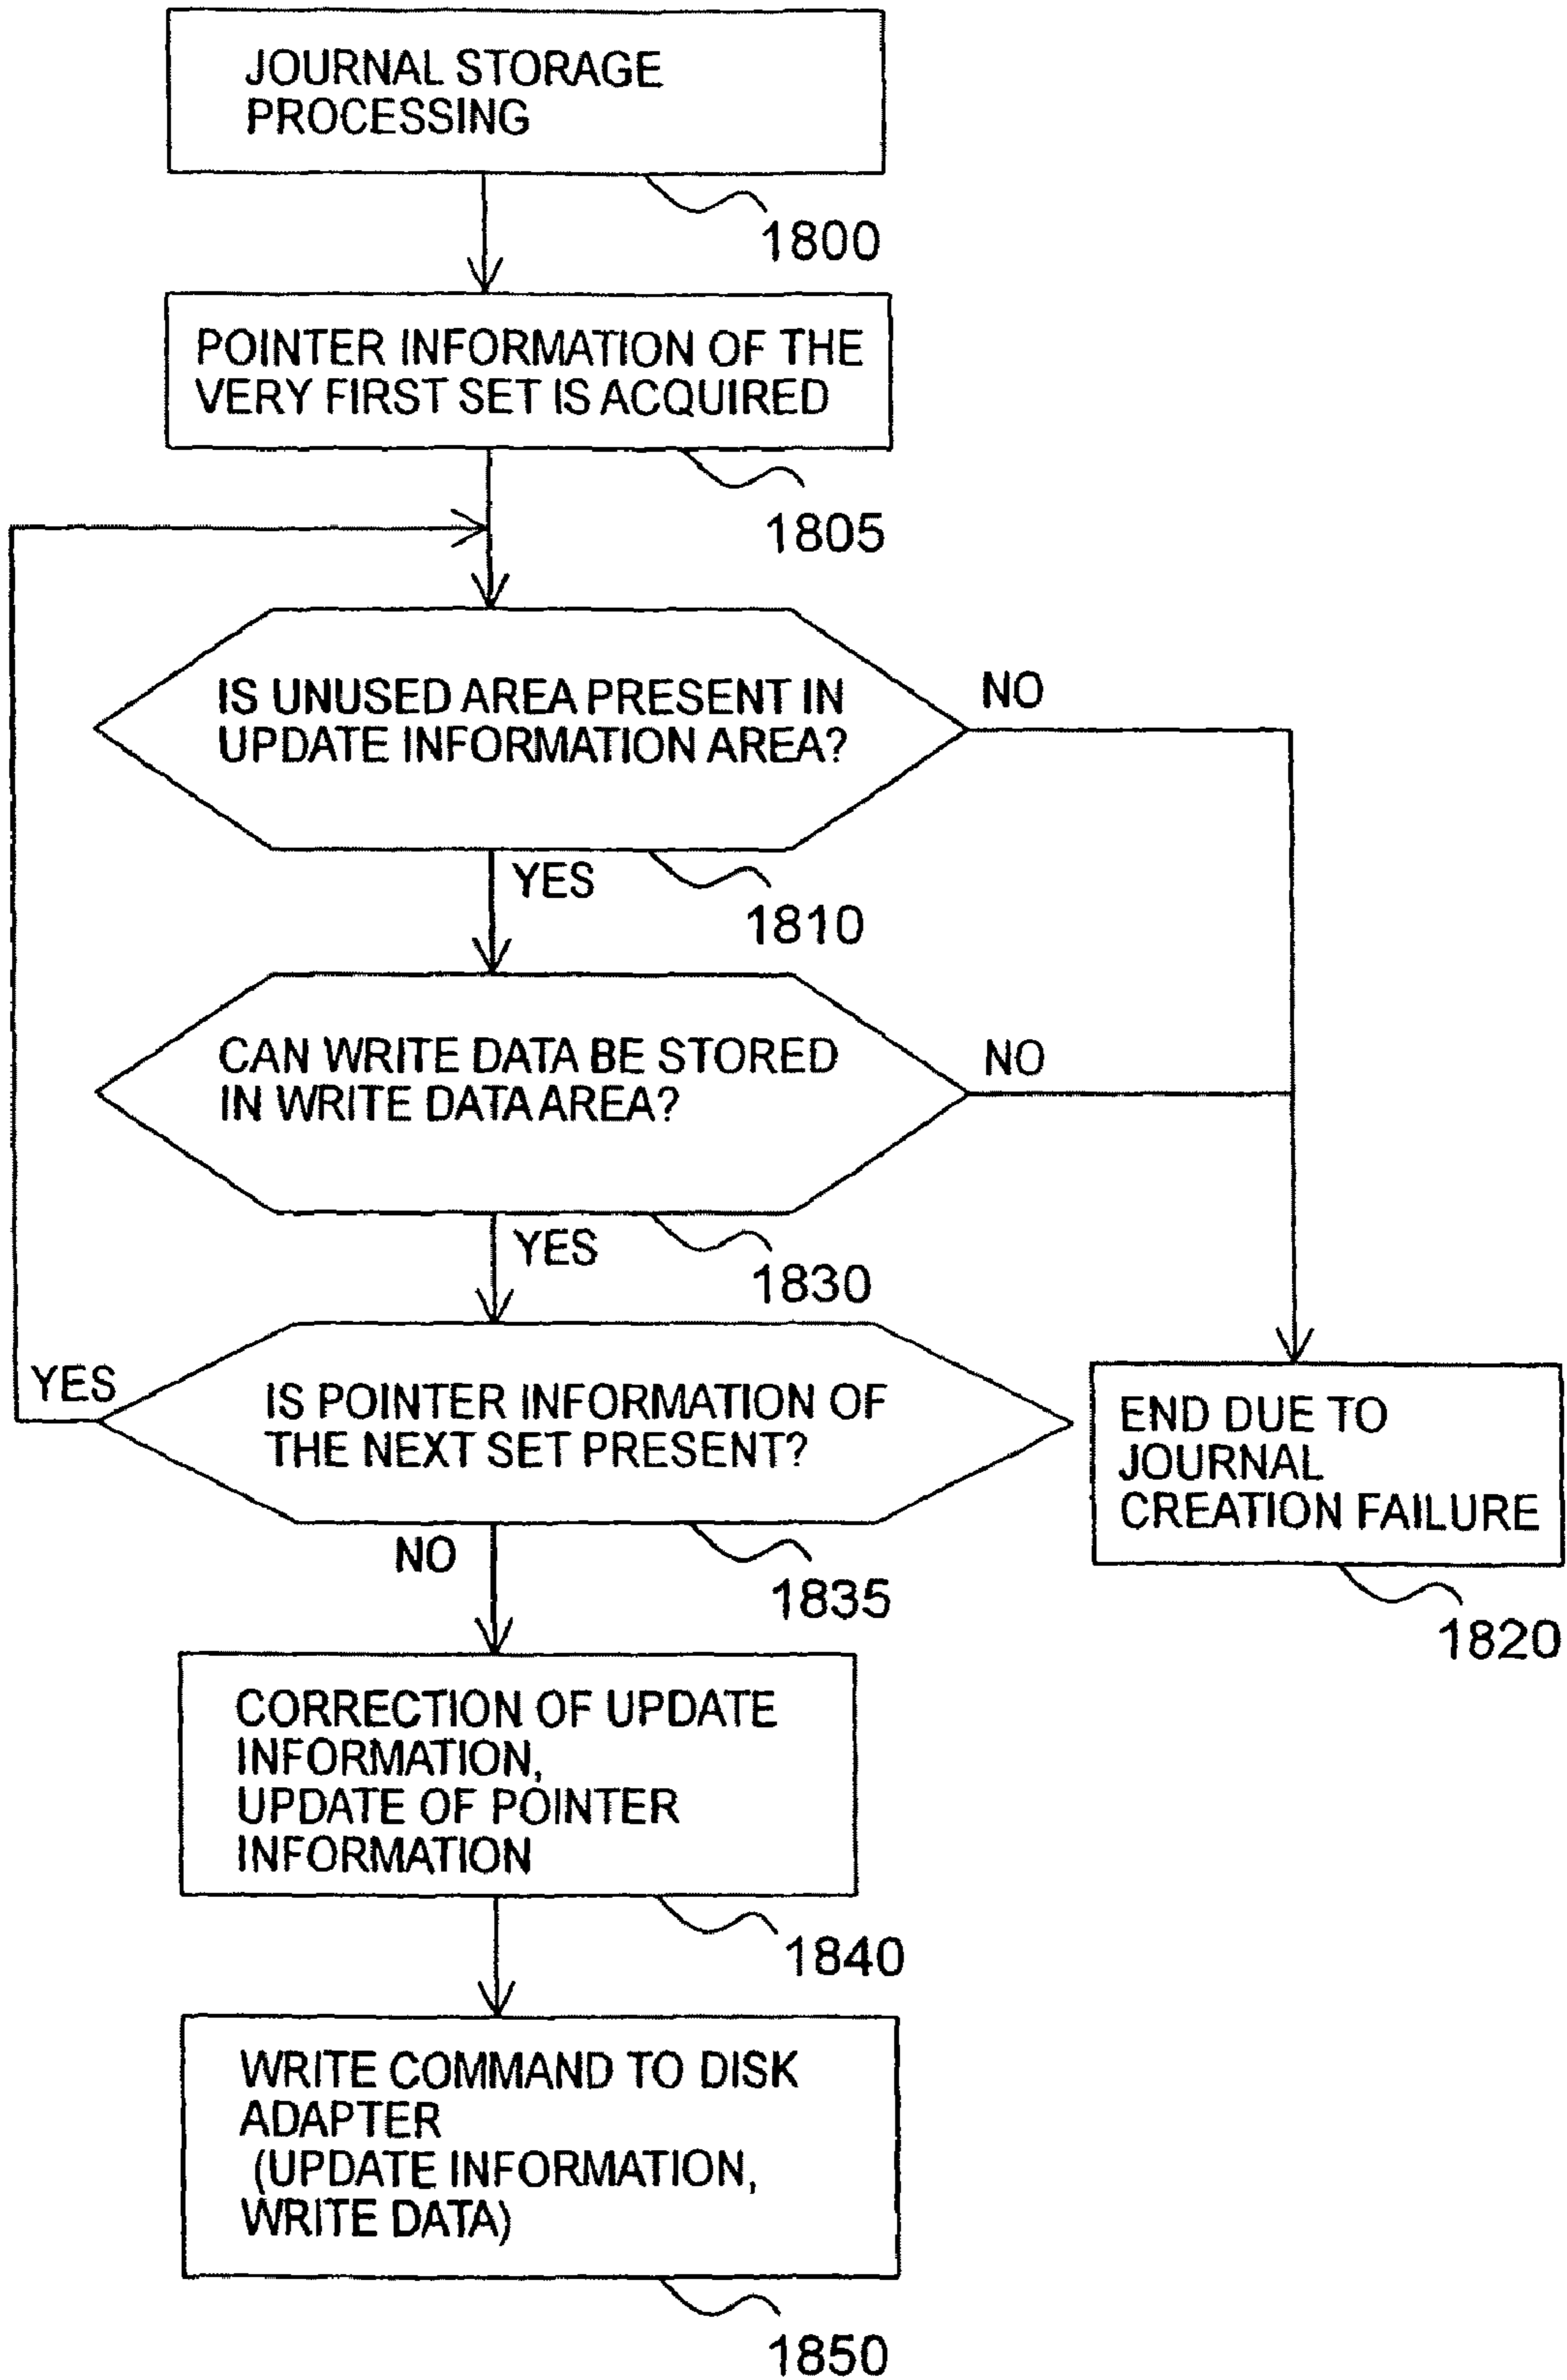 JOURNAL STORAGE
PROCESSING
1800
POINTER INFORMATION OF THE
VERY FIRST SET IS ACQUIRED
1805
IS UNUSED AREA PRESENT IN
UPDATE INFORMATION AREA?
NO
YES
1810
CAN WRITE DATA BE STORED
IN WRITE DATA AREA?
NO
YES
1830
YES
IS POINTER INFORMATION OF
THE NEXT SET PRESENT?
NO
1835
END DUE TO
JOURNAL
CREATION FAILURE
1820
CORRECTION OF UPDATE
INFORMATION,
UPDATE OF POINTER
INFORMATION
1840
WRITE COMMAND TO DISK
ADAPTER
(UPDATE INFORMATION,
WRITE DATA)
1850